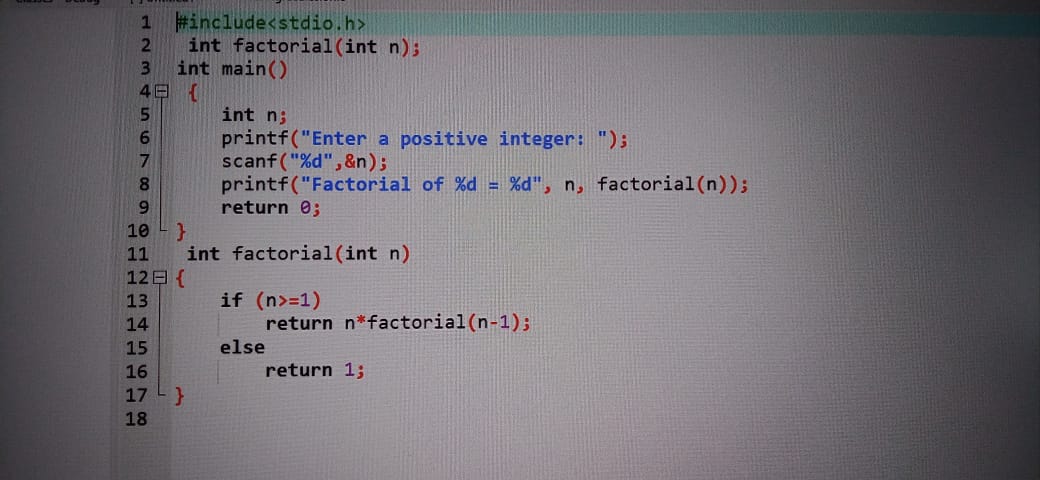 1 #include<stdio.h>
2 int factorial(int n);
3 int main()
4 {
5 int n;
6 printf("Enter a positive integer: ");
7 scanf("%d",&n);
8 printf("Factorial of %d = %d", n, factorial(n));
9 return 0;
10 }
11 int factorial(int n)
12 {
13 if (n>=1)
14 return n*factorial(n-1);
15 else
16 return 1;
17 }
18